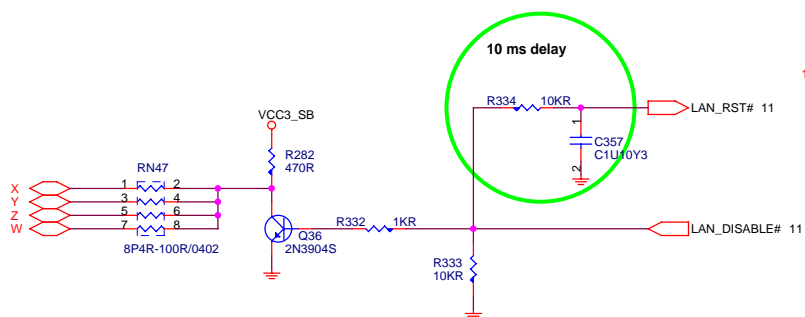 10 ms delay
1
R334 10KR
LAN_RST# 11
1
C357
C1U10Y3
2
VCC3_SB
R282
470R
RN47
X 1 2
Y 3 4
Z 5 6
W 7 8
8P4R-100R/0402
Q36
2N3904S
R332 1KR
LAN_DISABLE# 11
R333
10KR